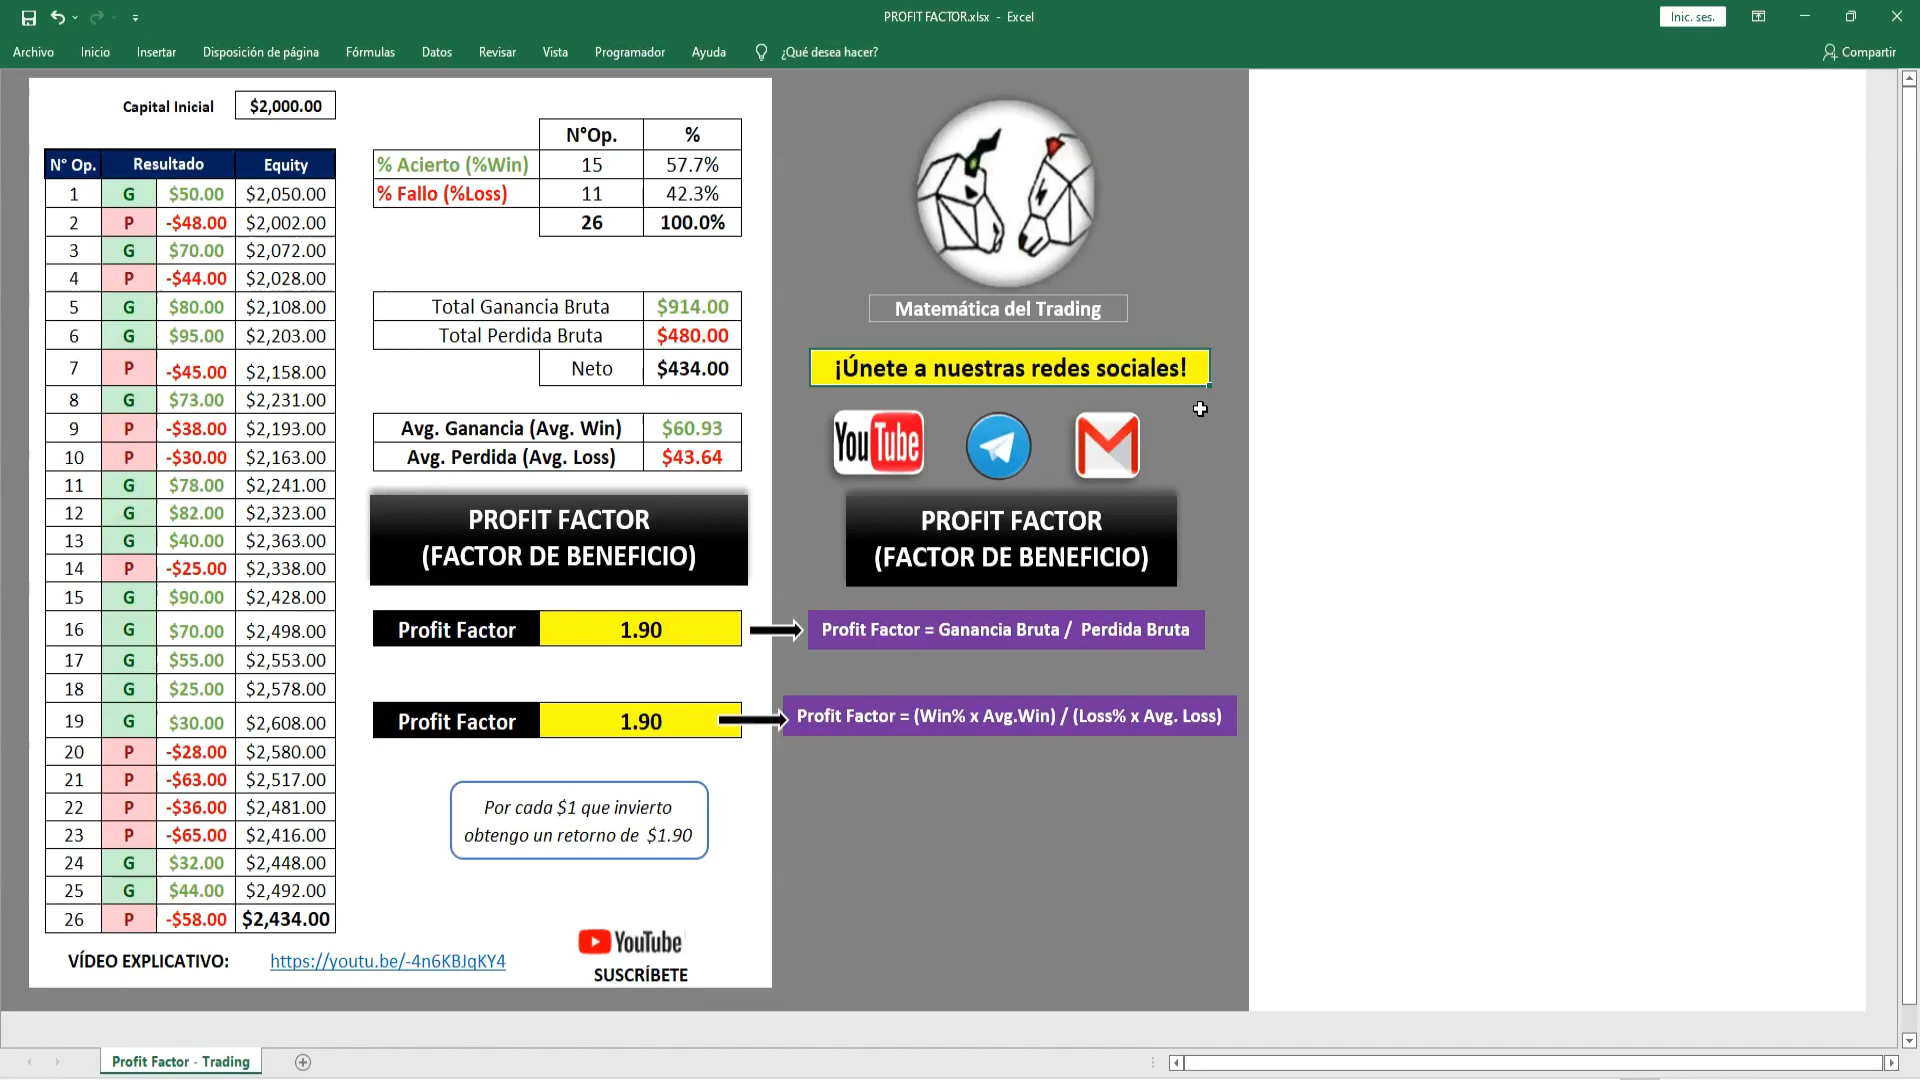 PROFIT FACTOR.xlsx - Excel
Inic. ses.
Archivo Inicio Insertar Disposición de página Fórmulas Datos Revisar Vista Programador Ayuda ¿Qué desea hacer? Compartir
Capital Inicial $2,000.00
N° Op. Resultado Equity
1 G $50.00 $2,050.00
2 P -$48.00 $2,002.00
3 G $70.00 $2,072.00
4 P -$44.00 $2,028.00
5 G $80.00 $2,108.00
6 G $95.00 $2,203.00
7 P -$45.00 $2,158.00
8 G $73.00 $2,231.00
9 P -$38.00 $2,193.00
10 P -$30.00 $2,163.00
11 G $78.00 $2,241.00
12 G $82.00 $2,323.00
13 G $40.00 $2,363.00
14 P -$25.00 $2,338.00
15 G $90.00 $2,428.00
16 G $70.00 $2,498.00
17 G $55.00 $2,553.00
18 G $25.00 $2,578.00
19 G $30.00 $2,608.00
20 P -$28.00 $2,580.00
21 P -$63.00 $2,517.00
22 P -$36.00 $2,481.00
23 P -$65.00 $2,416.00
24 G $32.00 $2,448.00
25 G $44.00 $2,492.00
26 P -$58.00 $2,434.00
VÍDEO EXPLICATIVO: https://youtu.be/-4n6KBJqKY4
N°Op. %
% Acierto (%Win) 15 57.7%
% Fallo (%Loss) 11 42.3%
26 100.0%
Total Ganancia Bruta $914.00
Total Perdida Bruta $480.00
Neto $434.00
Avg. Ganancia (Avg. Win) $60.93
Avg. Perdida (Avg. Loss) $43.64
PROFIT FACTOR
(FACTOR DE BENEFICIO)
Profit Factor 1.90
Profit Factor 1.90
Por cada $1 que invierto
obtengo un retorno de $1.90
YouTube
SUSCRÍBETE
Matemática del Trading
¡Únete a nuestras redes sociales!
YouTube
PROFIT FACTOR
(FACTOR DE BENEFICIO)
Profit Factor = Ganancia Bruta / Perdida Bruta
Profit Factor = (Win% x Avg.Win) / (Loss% x Avg. Loss)
Profit Factor - Trading